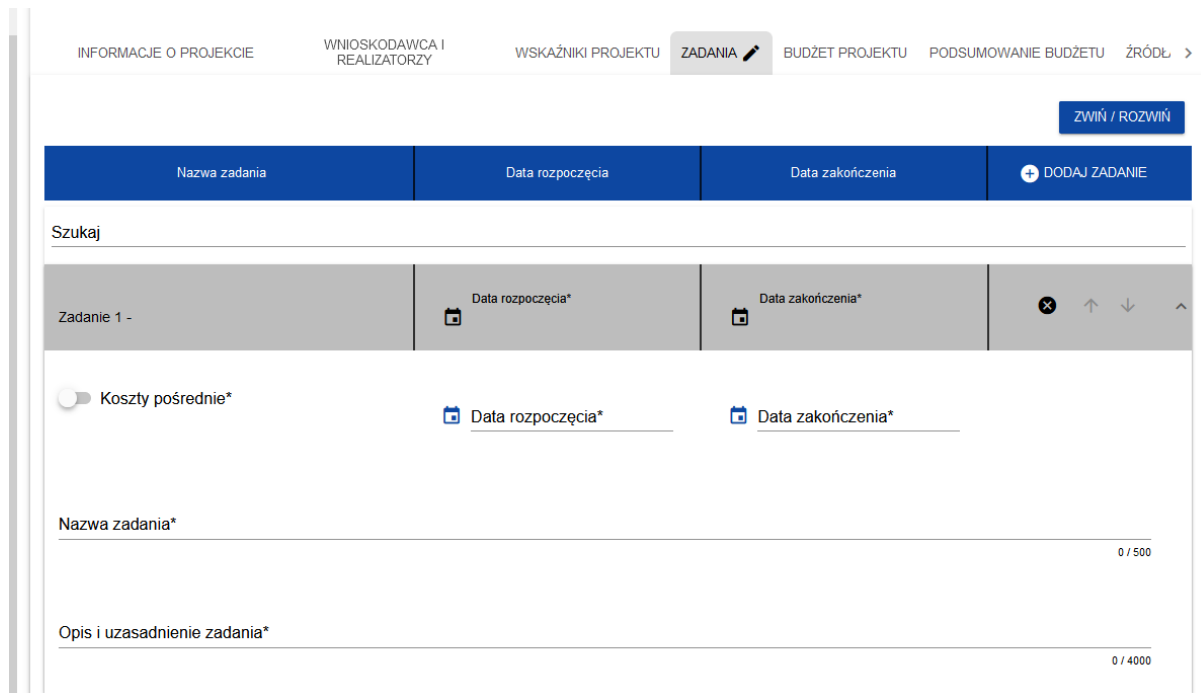 INFORMACJE O PROJEKCIE
WNIOSKODAWCA I
REALIZATORZY
WSKAŹNIKI PROJEKTU
ZADANIA
BUDŻET PROJEKTU
PODSUMOWANIE BUDŻETU
ZWIŃ / ROZWIŃ
Nazwa zadania
Data rozpoczęcia
Data zakończenia
DODAJ ZADANIE
Szukaj
Zadanie 1 -
Data rozpoczęcia*
Data zakończenia*
Koszty pośrednie*
Data rozpoczęcia*
Data zakończenia*
Nazwa zadania*
0 / 500
Opis i uzasadnienie zadania*
0 / 4000